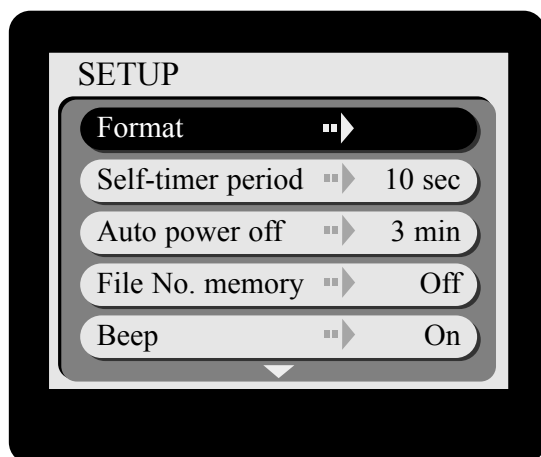 SETUP
Format
Self-timer period 10 sec
Auto power off 3 min
File No. memory Off
Beep On